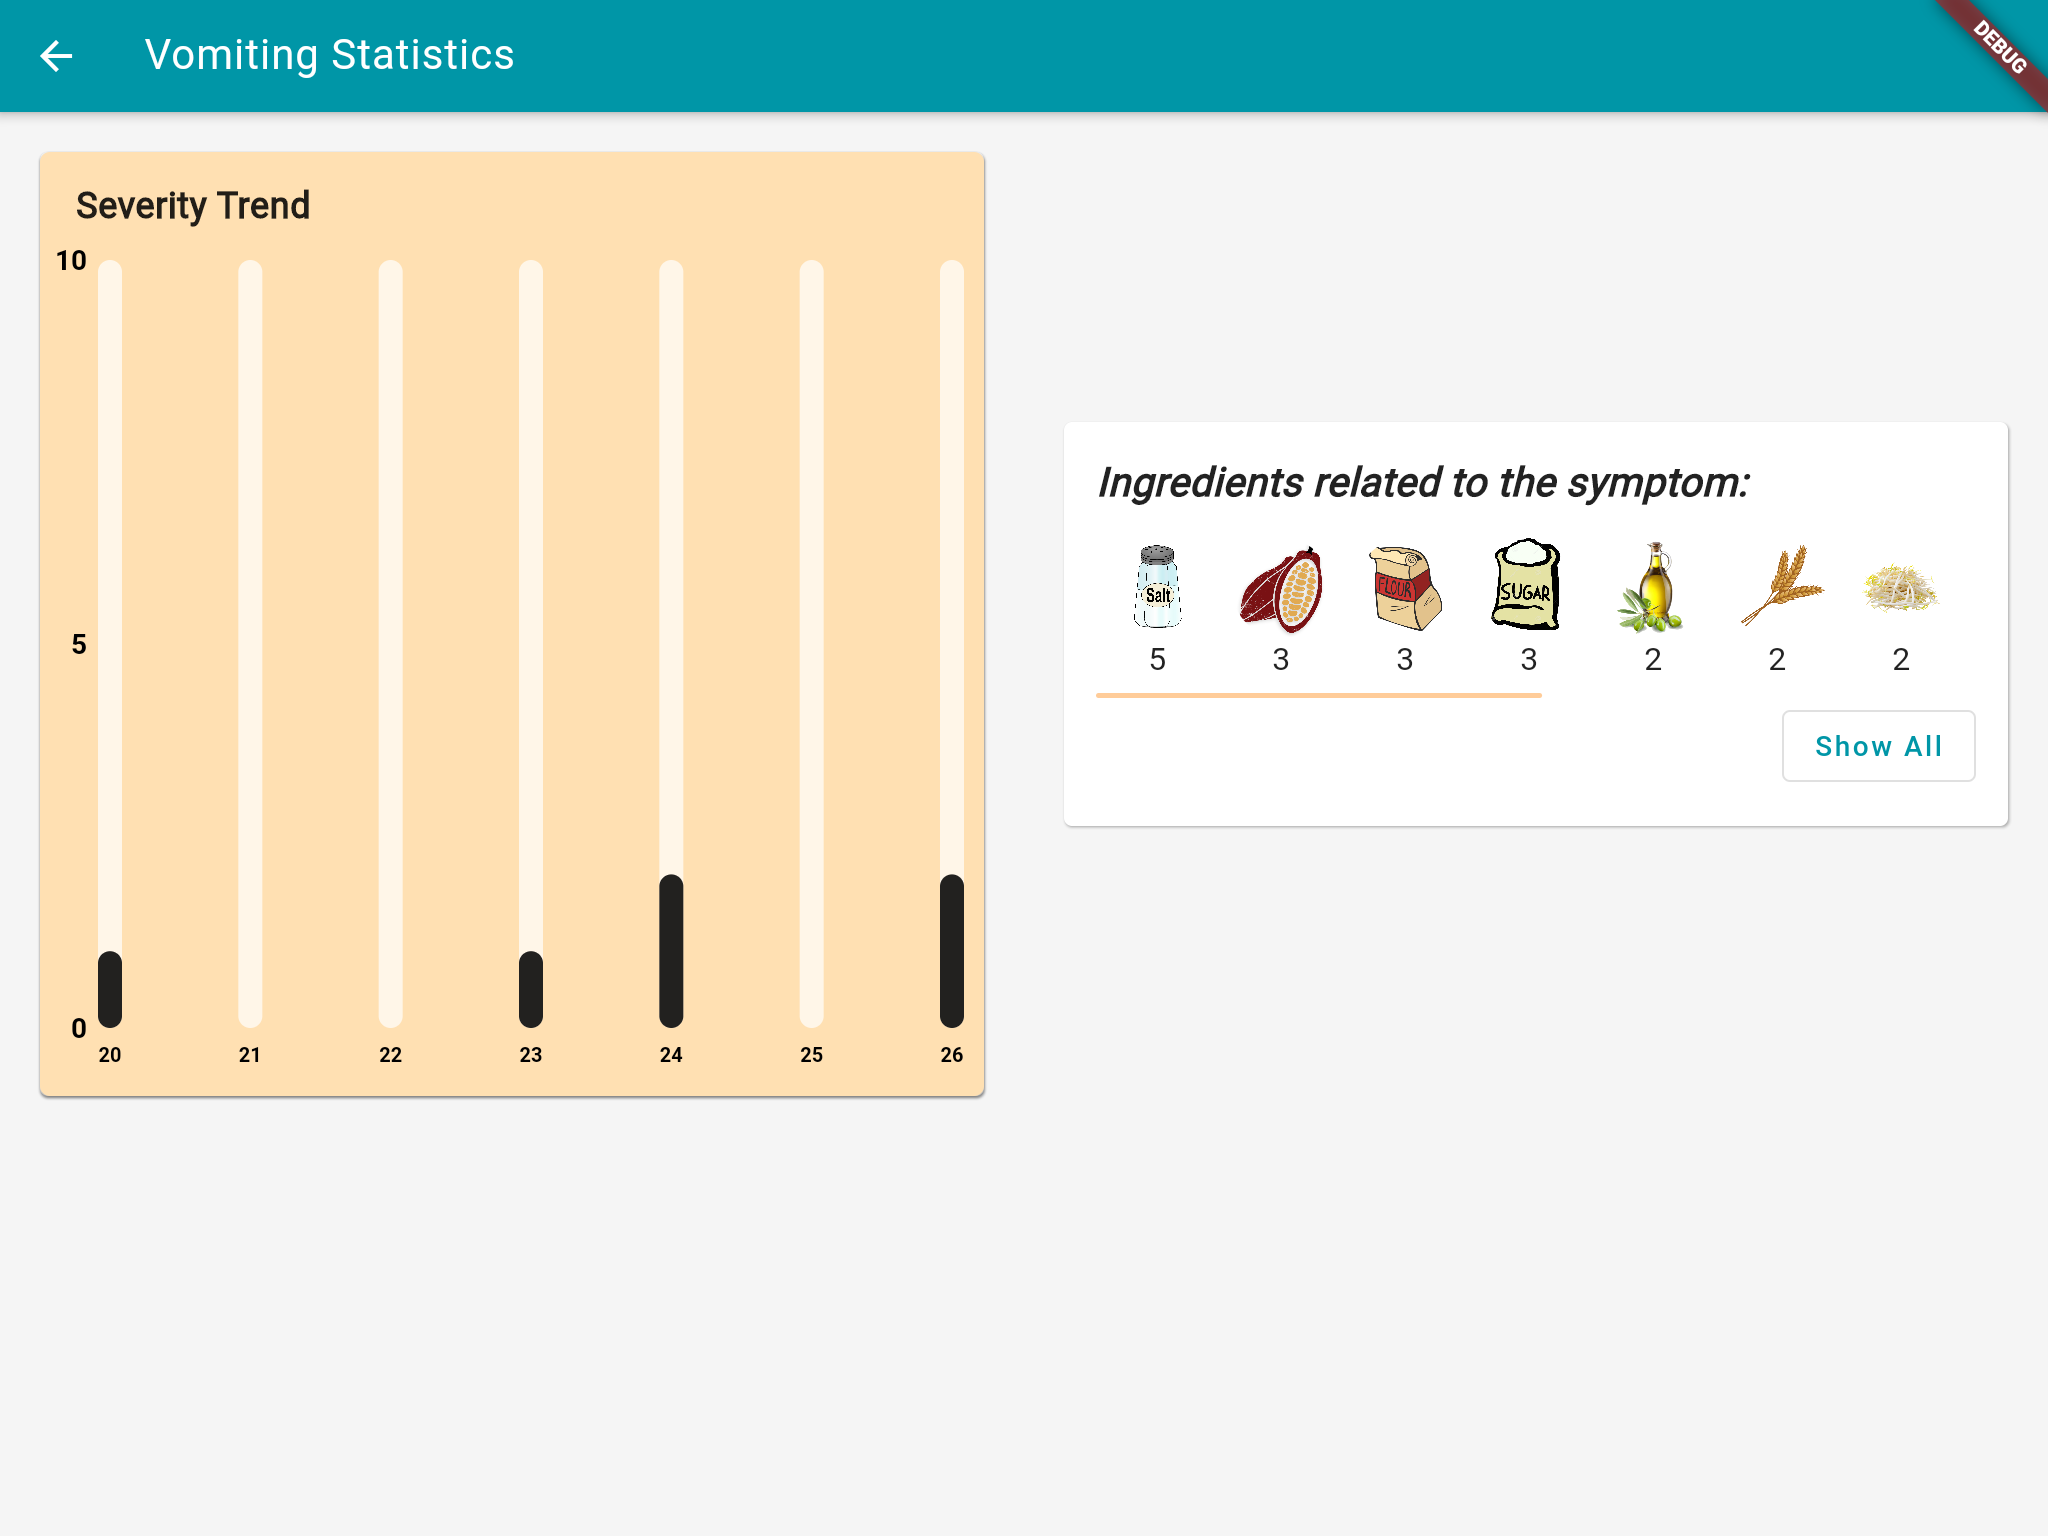 Vomiting Statistics
DEBUG
Severity Trend
10
5
0
20 21 22 23 24 25 26
Ingredients related to the symptom:
Salt
FLOUR
SUGAR
5 3 3 3 2 2 2
Show All